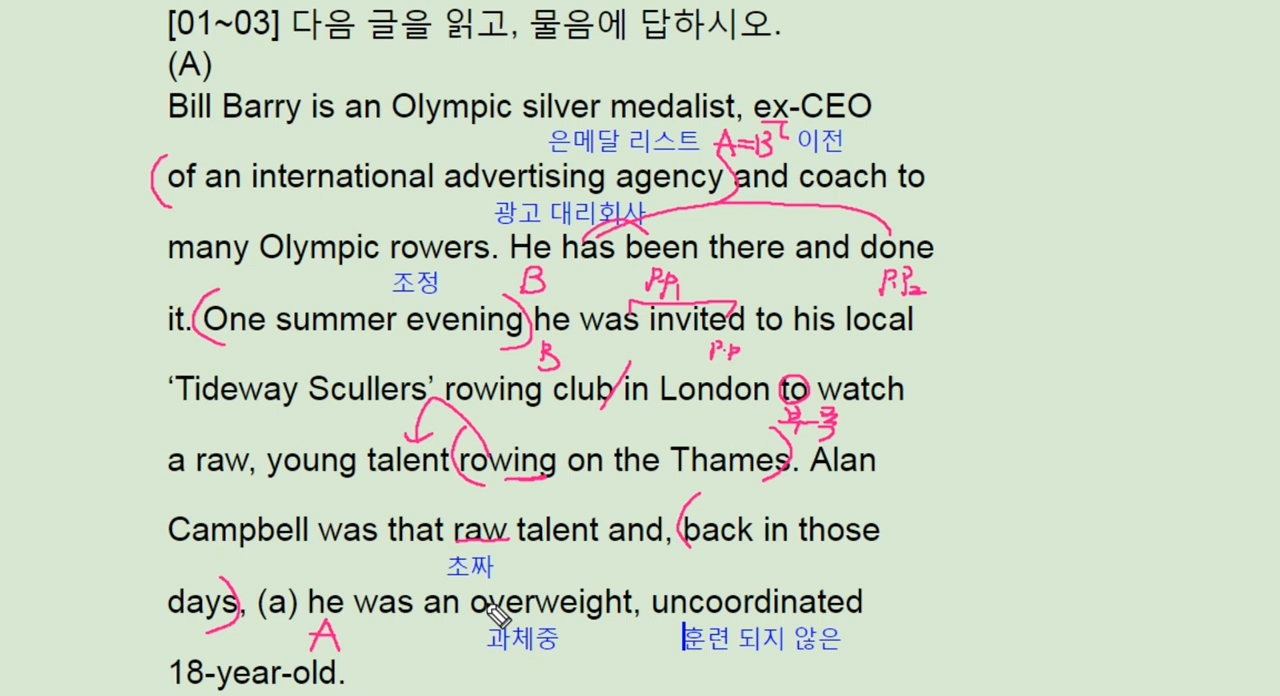 [01~03] 다음 글을 읽고, 물음에 답하시오.
(A)
Bill Barry is an Olympic silver medalist, ex-CEO
은메달 리스트 A=B 이전
of an international advertising agency and coach to
광고 대리회사
many Olympic rowers. He has been there and done
조정 B p.p1 p.p2
it. One summer evening he was invited to his local
B p.p
‘Tideway Scullers’ rowing club in London to watch
부-목
a raw, young talent rowing on the Thames. Alan
Campbell was that raw talent and, back in those
초짜
days, (a) he was an overweight, uncoordinated
A 과체중 훈련 되지 않은
18-year-old.